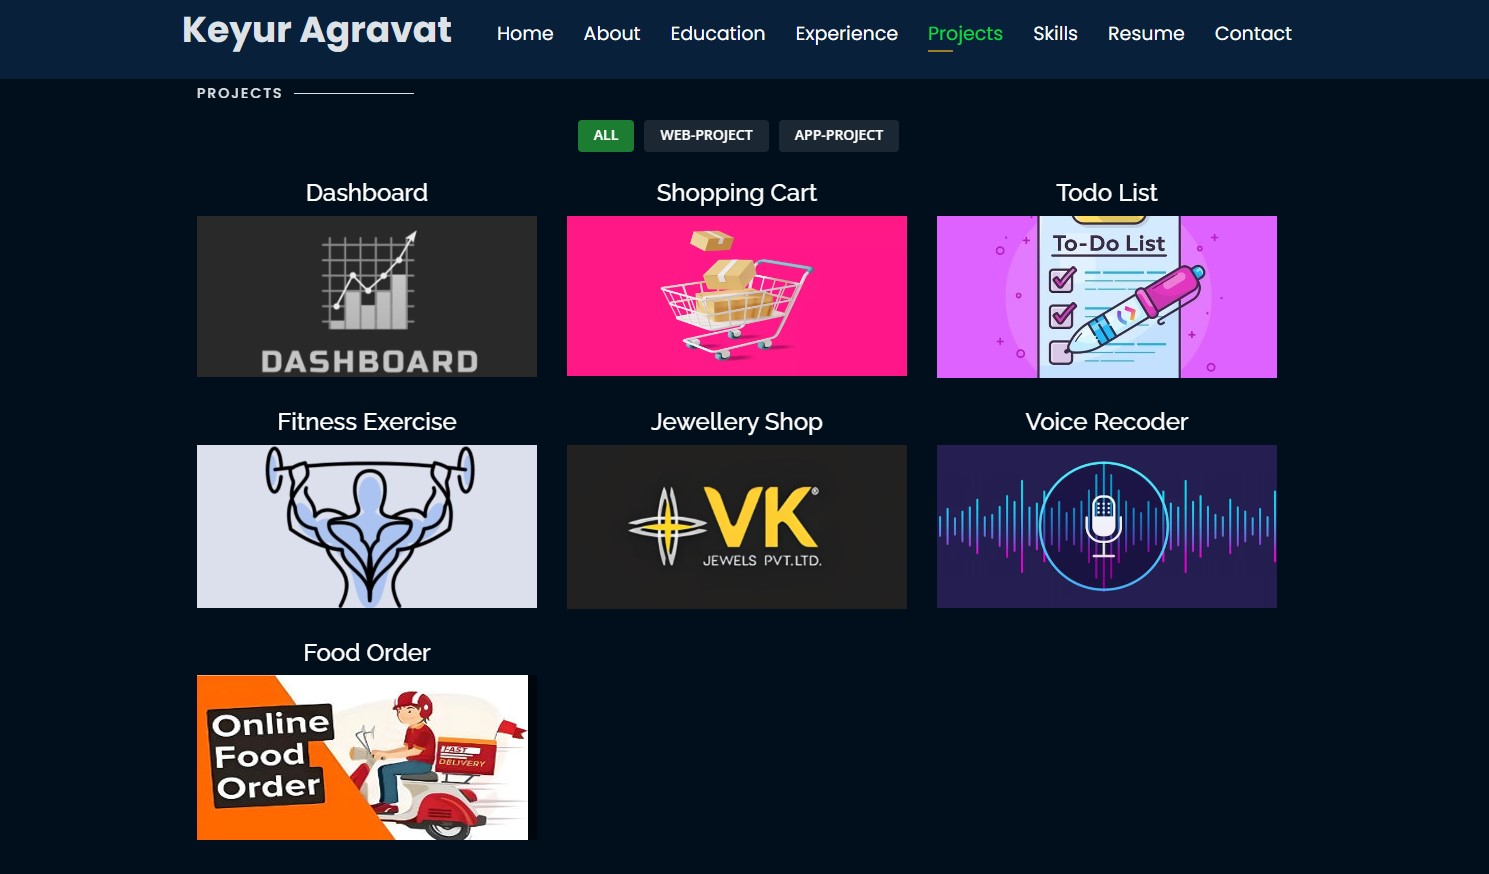 Keyur Agravat Home About Education Experience Projects Skills Resume Contact
PROJECTS
ALL WEB-PROJECT APP-PROJECT
Dashboard Shopping Cart Todo List
DASHBOARD
To-Do List
Fitness Exercise Jewellery Shop Voice Recoder
VK®
JEWELS PVT.LTD.
Food Order
Online
Food
Order
FAST
DELIVERY